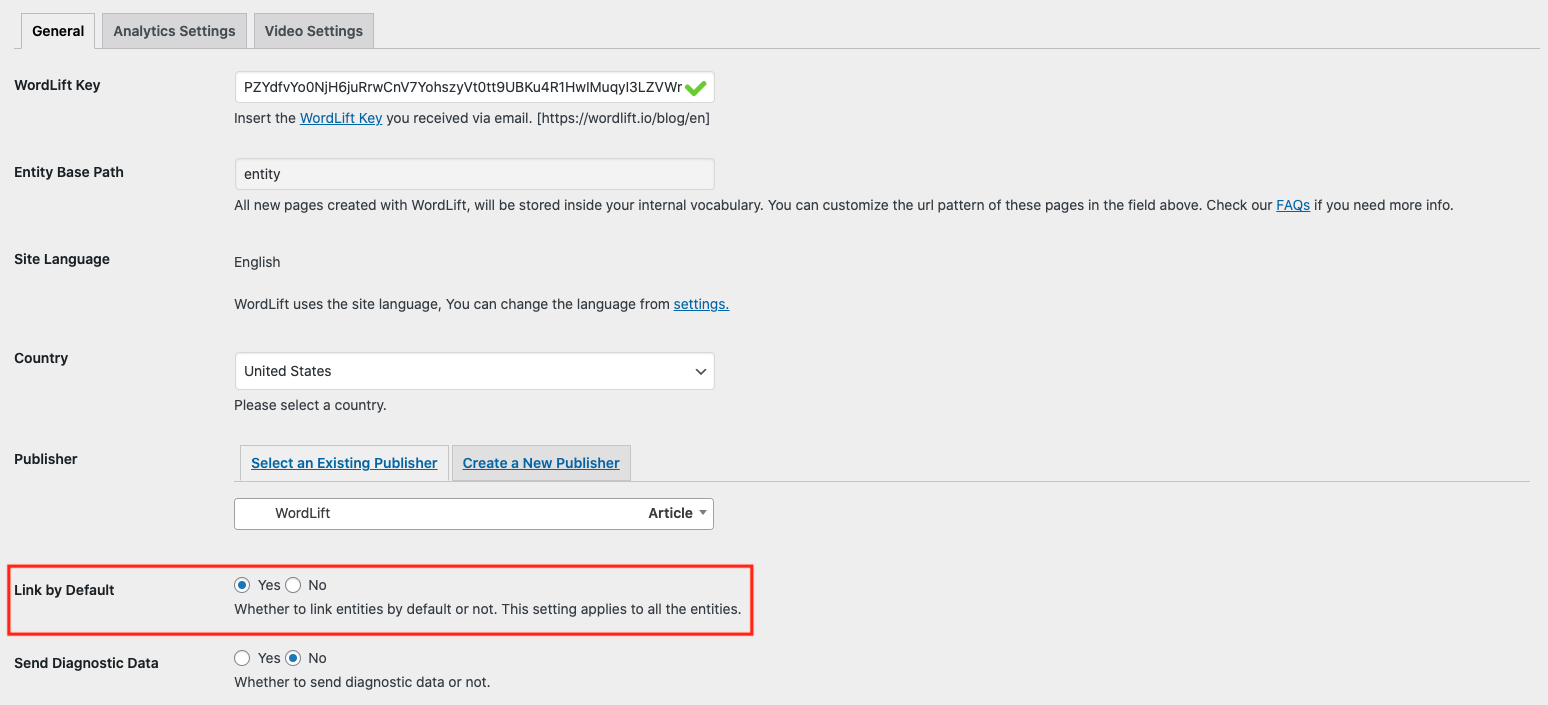 General Analytics Settings Video Settings
WordLift Key
PZYdfvYo0NjH6juRrwCnV7YohszyVt0tt9UBKu4R1HwIMuqyI3LZVWr
Insert the WordLift Key you received via email. [https://wordlift.io/blog/en]
Entity Base Path
entity
All new pages created with WordLift, will be stored inside your internal vocabulary. You can customize the url pattern of these pages in the field above. Check our FAQs if you need more info.
Site Language
English
WordLift uses the site language, You can change the language from settings.
Country
United States
Please select a country.
Publisher
Select an Existing Publisher Create a New Publisher
WordLift Article
Link by Default
Yes No
Whether to link entities by default or not. This setting applies to all the entities.
Send Diagnostic Data
Yes No
Whether to send diagnostic data or not.